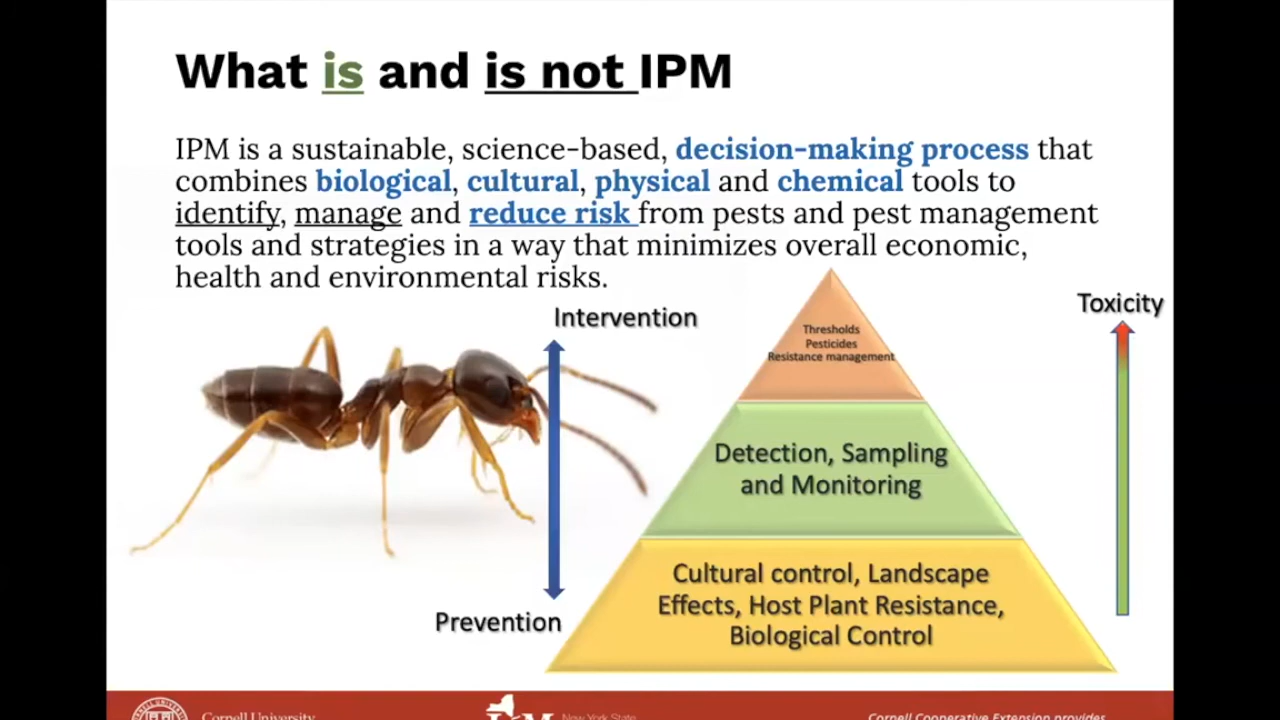 What is and is not IPM
IPM is a sustainable, science-based, decision-making process that
combines biological, cultural, physical and chemical tools to
identify, manage and reduce risk from pests and pest management
tools and strategies in a way that minimizes overall economic,
health and environmental risks.
Intervention
Toxicity
Thresholds
Pesticides
Resistance management
Detection, Sampling
and Monitoring
Cultural control, Landscape
Effects, Host Plant Resistance,
Biological Control
Prevention
Cornell University
New York State
Cornell Cooperative Extension provides